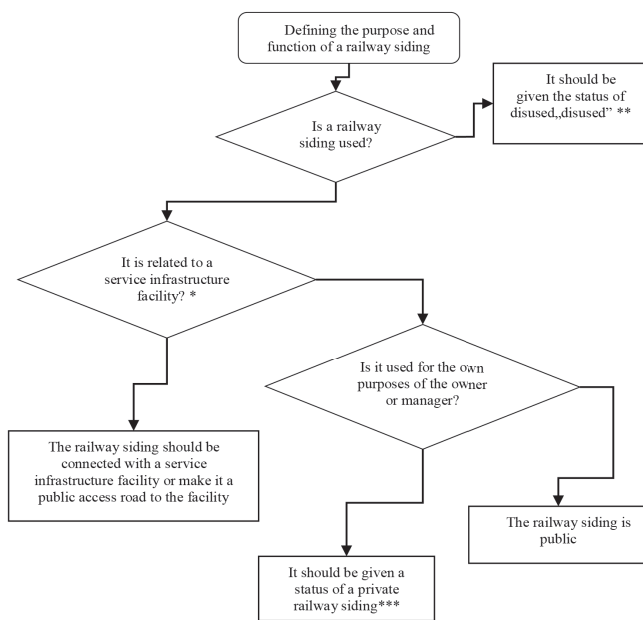 Defining the purpose and
function of a railway siding
It should be
given the status of
disused„disused” **
Is a railway
siding used?
It is related to a
service infrastructure
facility? *
Is it used for the own
purposes of the owner
or manager?
The railway siding should be
connected with a service
infrastructure facility or make it a
public access road to the facility
The railway siding is
public
It should be given a
status of a private
railway siding***